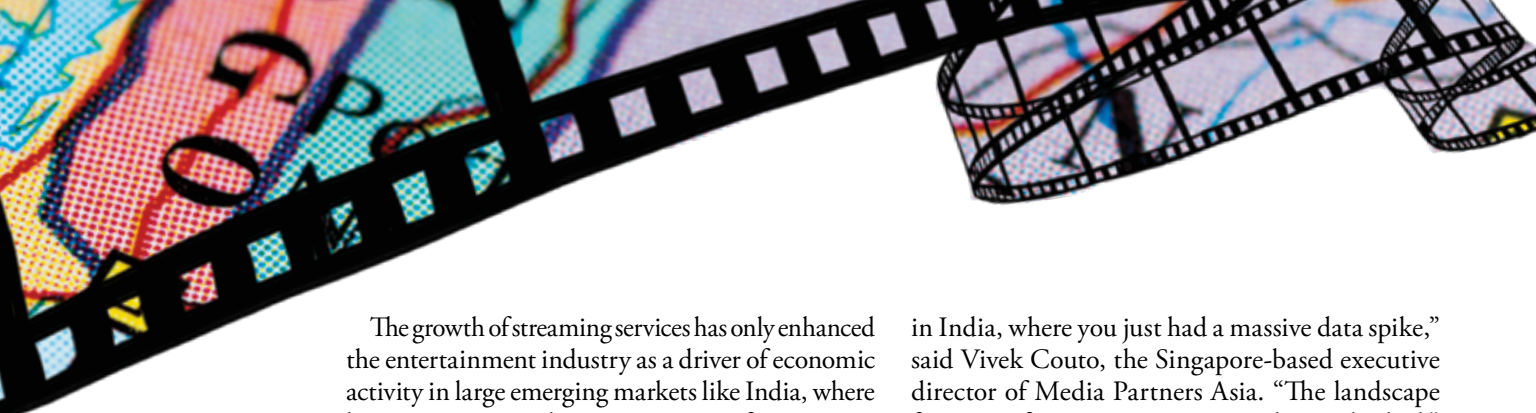 The growth of streaming services has only enhanced
the entertainment industry as a driver of economic
activity in large emerging markets like India, where
in India, where you just had a massive data spike,”
said Vivek Couto, the Singapore-based executive
director of Media Partners Asia. “The landscape